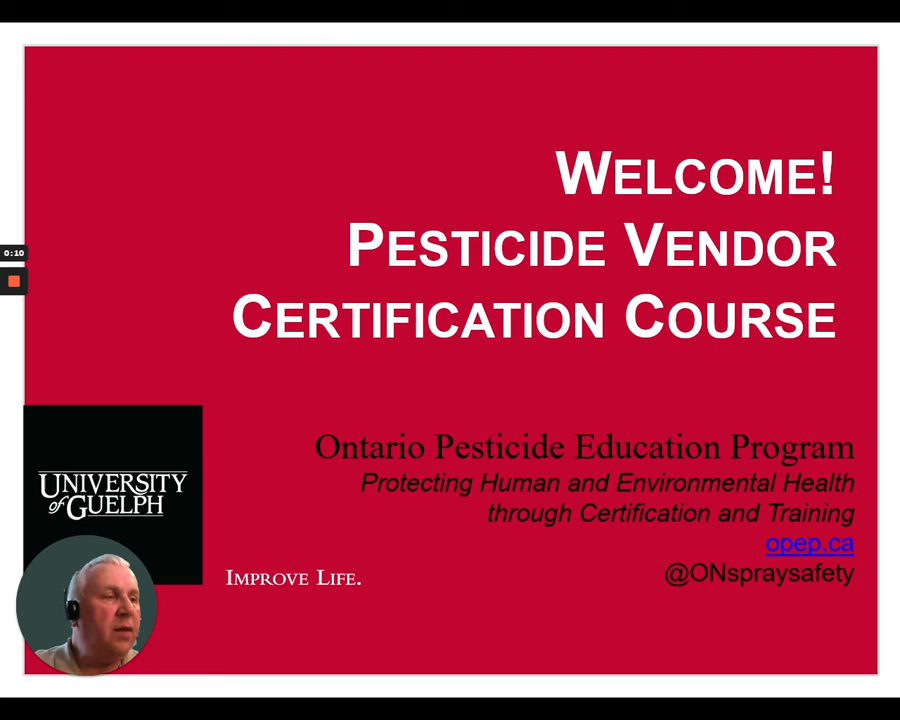 WELCOME!
PESTICIDE VENDOR
CERTIFICATION COURSE
0:10
Ontario Pesticide Education Program
Protecting Human and Environmental Health
through Certification and Training
opep.ca
@ONspraysafety
UNIVERSITY
of GUELPH
IMPROVE LIFE.